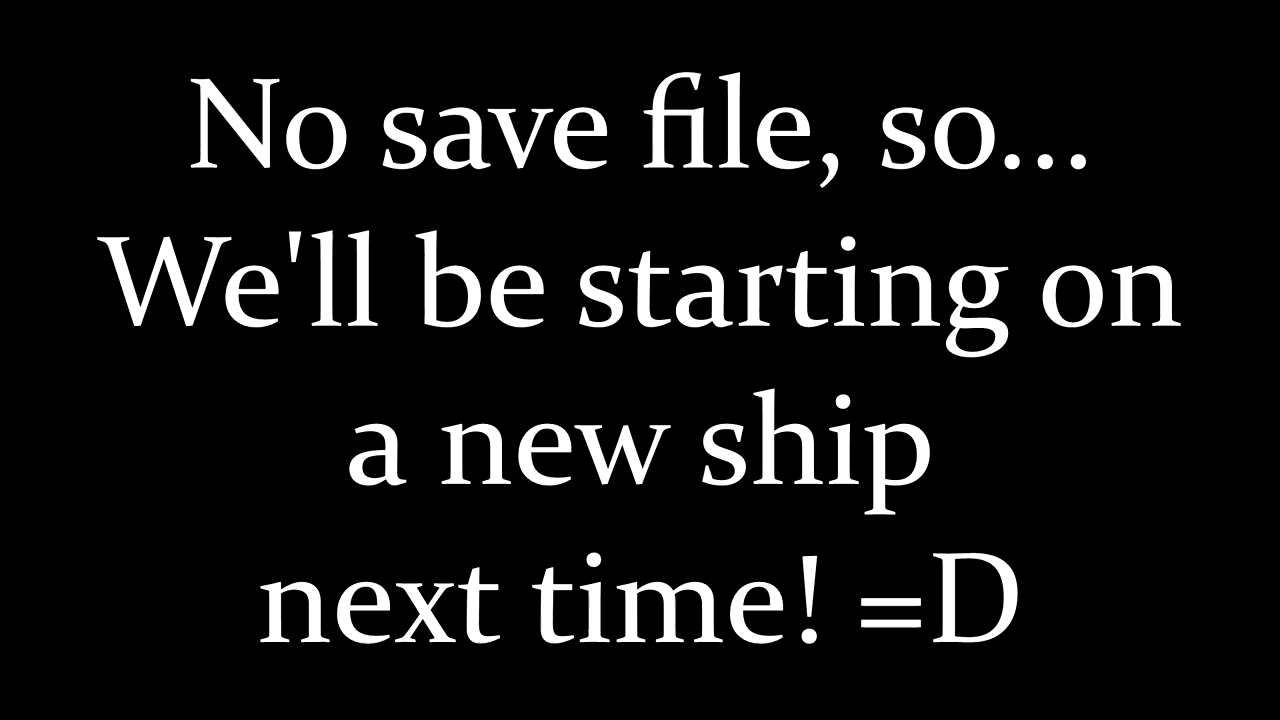 No save file, so...
We'll be starting on
a new ship
next time! =D